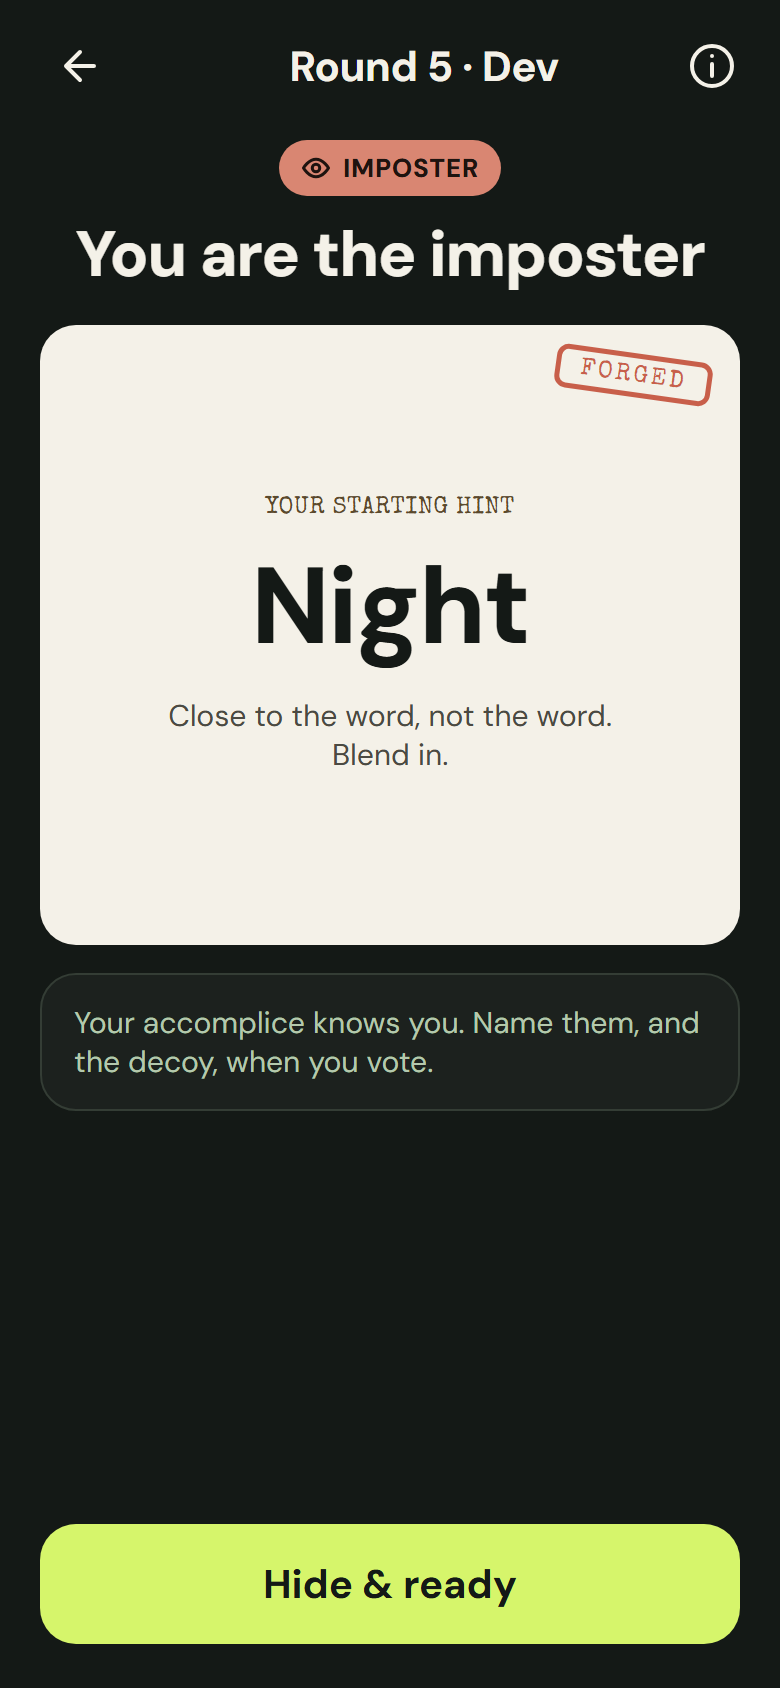 Round 5 · Dev
IMPOSTER
You are the imposter
FORGED
YOUR STARTING HINT
Night
Close to the word, not the word.
Blend in.
Your accomplice knows you. Name them, and
the decoy, when you vote.
Hide & ready